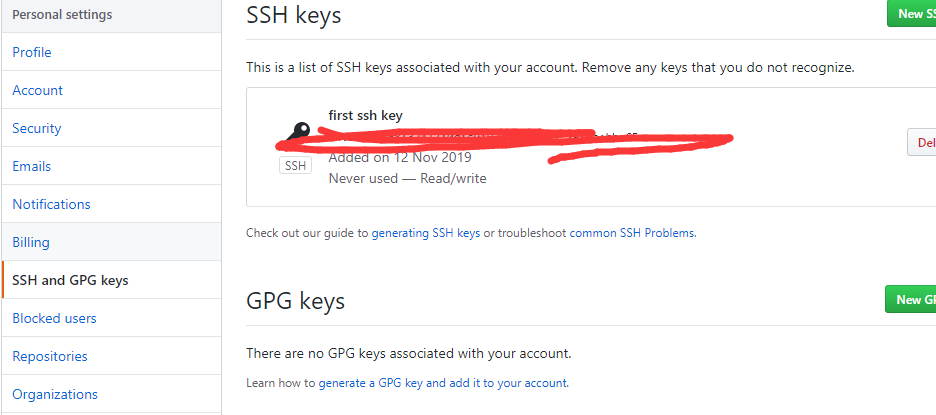 Personal settings
Profile
Account
Security
Emails
Notifications
Billing
SSH and GPG keys
Blocked users
Repositories
Organizations
SSH keys
New SS
This is a list of SSH keys associated with your account. Remove any keys that you do not recognize.
first ssh key
SSH
Added on 12 Nov 2019
Never used — Read/write
Del
Check out our guide to generating SSH keys or troubleshoot common SSH Problems.
GPG keys
New G
There are no GPG keys associated with your account.
Learn how to generate a GPG key and add it to your account.